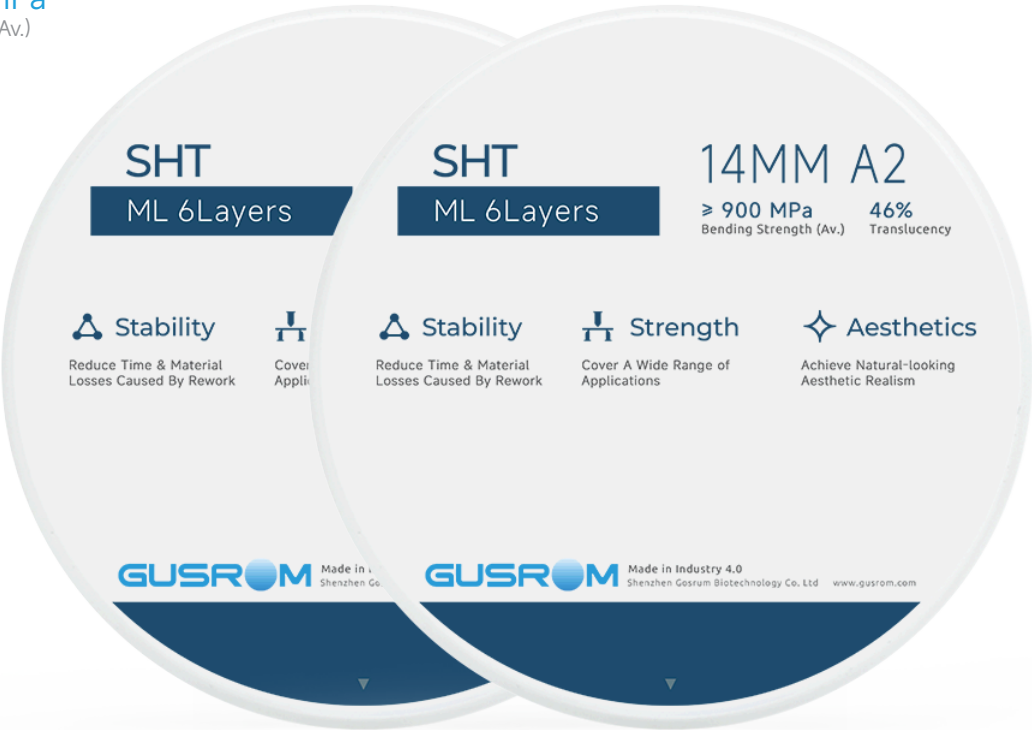 Av.)
SHT
ML 6Layers
Stability
Reduce Time & Material
Losses Caused By Rework
GUSROM
Made in
Shenzhen
SHT
ML 6Layers
14MM A2
≥ 900 MPa
Bending Strength (Av.)
46%
Translucency
Stability
Reduce Time & Material
Losses Caused By Rework
Strength
Cover A Wide Range of
Applications
Aesthetics
Achieve Natural-looking
Aesthetic Realism
GUSROM
Made in Industry 4.0
Shenzhen Gosrum Biotechnology Co. Ltd www.gusrom.com